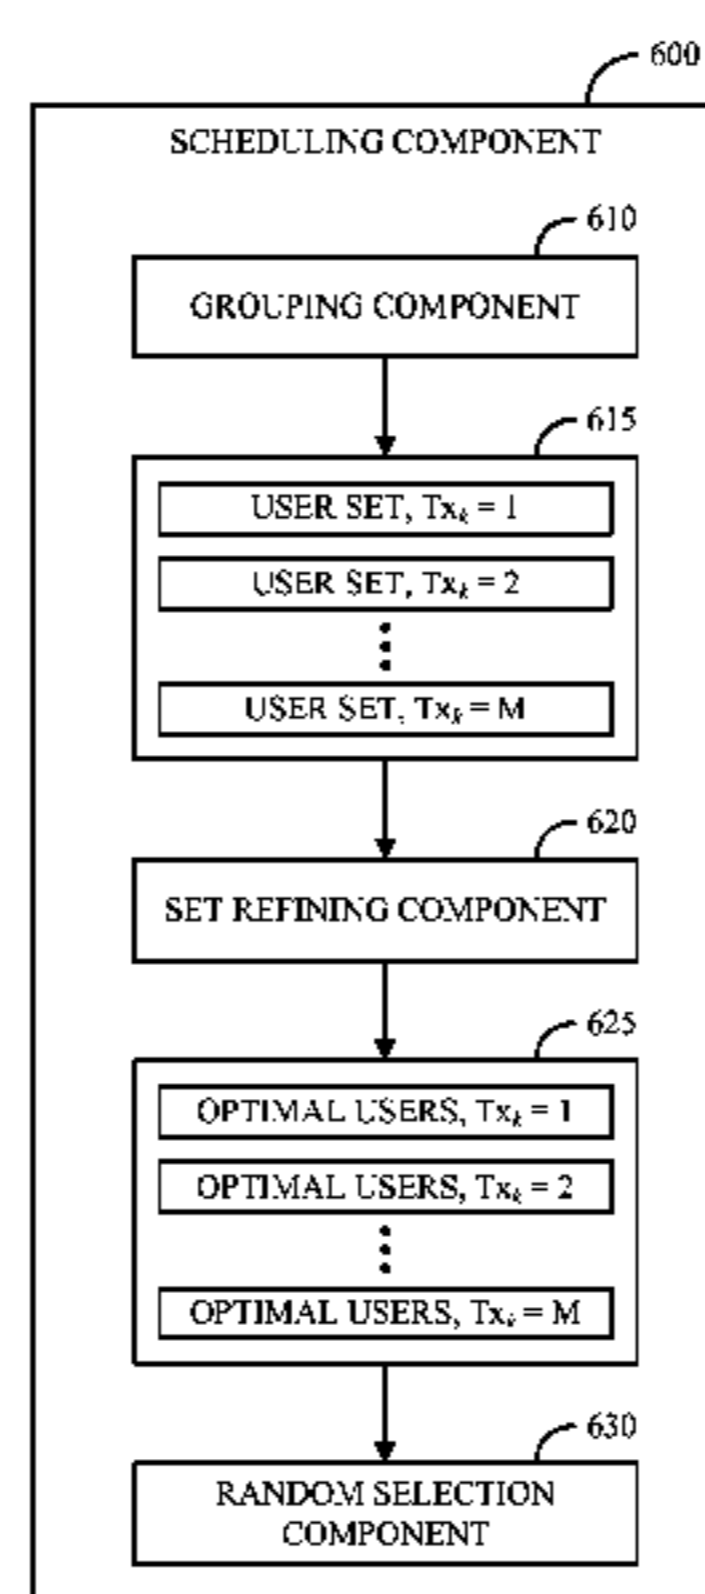 600
SCHEDULING COMPONENT
610
GROUPING COMPONENT
615
USER SET, Txk = 1
USER SET, Txk = 2
USER SET, Txk = M
620
SET REFINING COMPONENT
625
OPTIMAL USERS, Txk = 1
OPTIMAL USERS, Txk = 2
OPTIMAL USERS, Txk = M
630
RANDOM SELECTION
COMPONENT